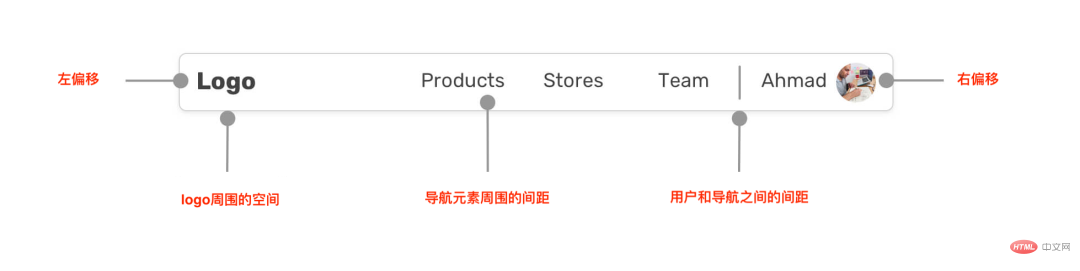 左偏移
Logo
Products
Stores
Team
Ahmad
右偏移
logo周围的空间
导航元素周围的间距
用户和导航之间的间距
HTML 中文网